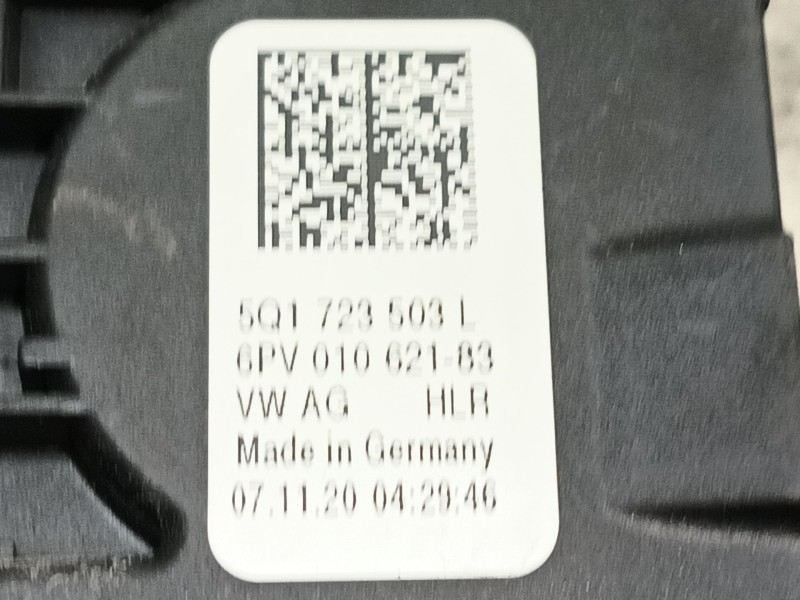 5Q1 723 503 L
6PV 010 621-83
VW AG HLR
Made in Germany
07.11.20 04:29:46